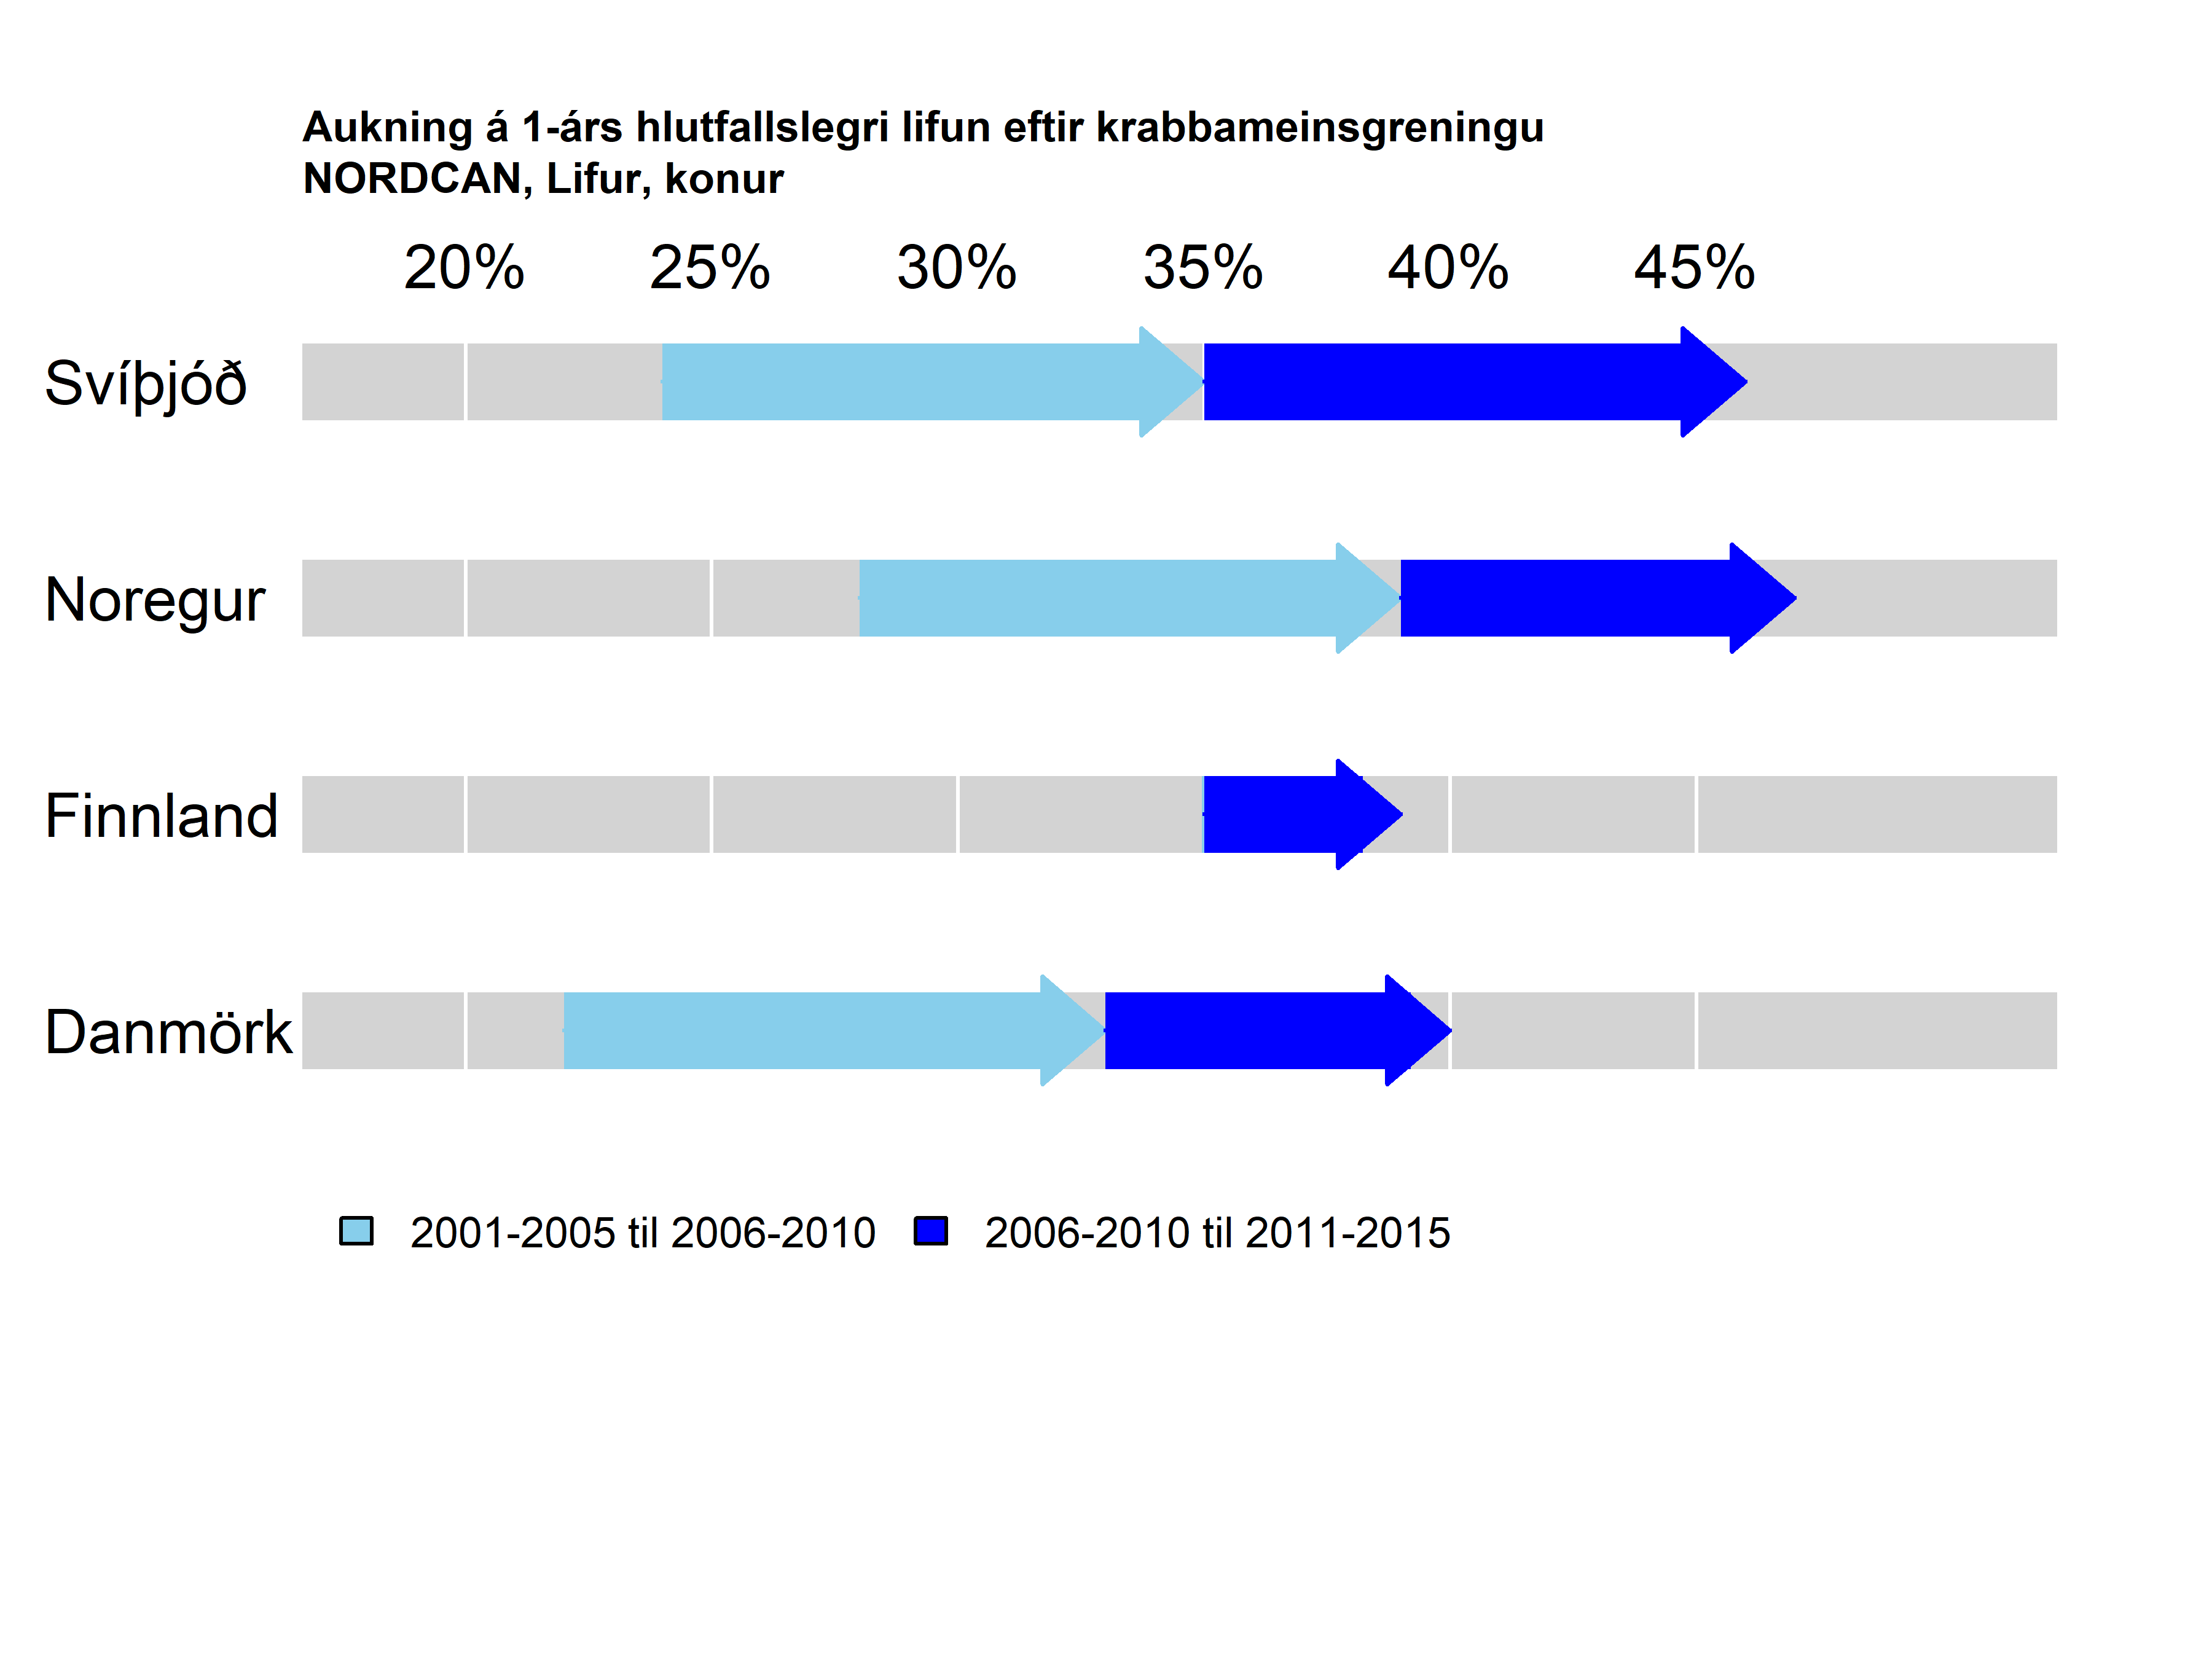 Aukning á 1-árs hlutfallslegri lifun eftir krabbameinsgreningu
NORDCAN, Lifur, konur
20% 25% 30% 35% 40% 45%
Svíþjóð
Noregur
Finnland
Danmörk
2001-2005 til 2006-2010 2006-2010 til 2011-2015